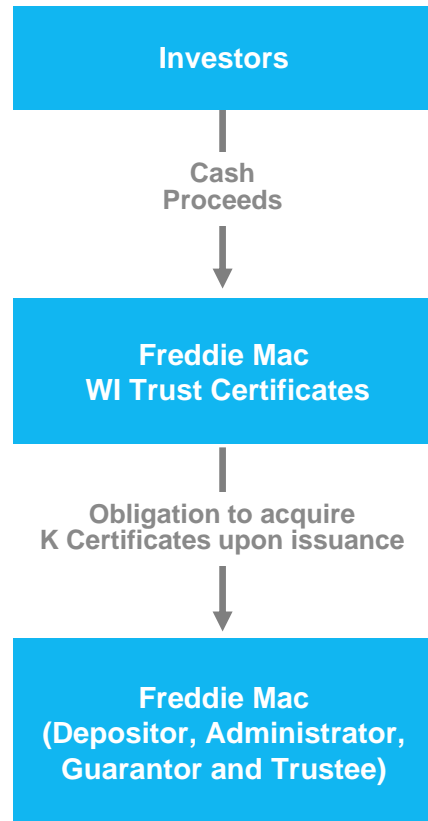 Investors
Cash
Proceeds
Freddie Mac
WI Trust Certificates
Obligation to acquire
K Certificates upon issuance
Freddie Mac
(Depositor, Administrator,
Guarantor and Trustee)